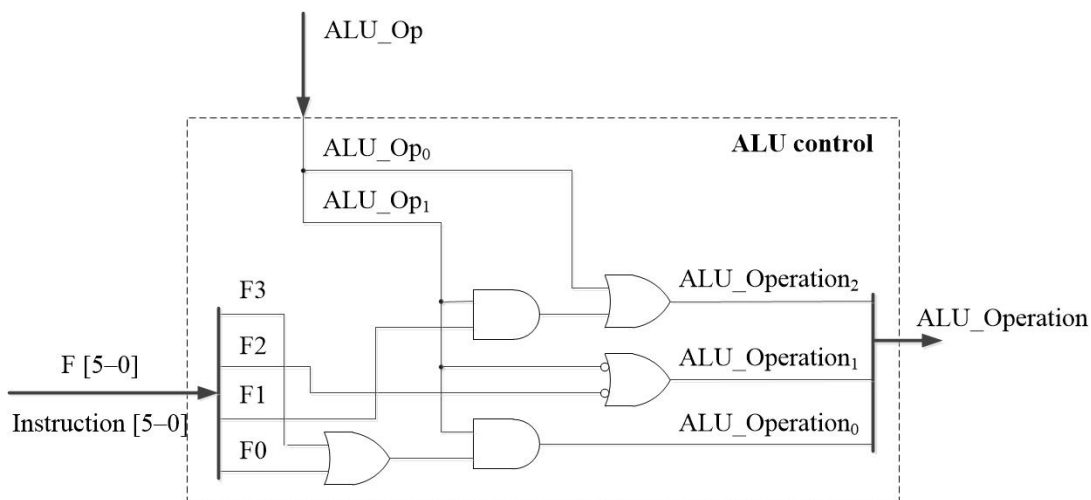 ALU_Op
ALU control
ALU_Op₀
ALU_Op₁
F3
F2
F1
F0
F [5–0]
Instruction [5–0]
ALU_Operation₂
ALU_Operation₁
ALU_Operation₀
ALU_Operation